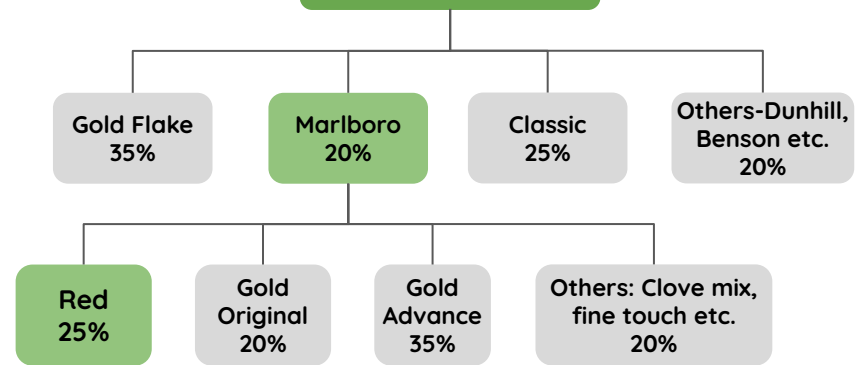 Gold Flake
35%
Marlboro
20%
Classic
25%
Others-Dunhill,
Benson etc.
20%
Red
25%
Gold
Original
20%
Gold
Advance
35%
Others: Clove mix,
fine touch etc.
20%